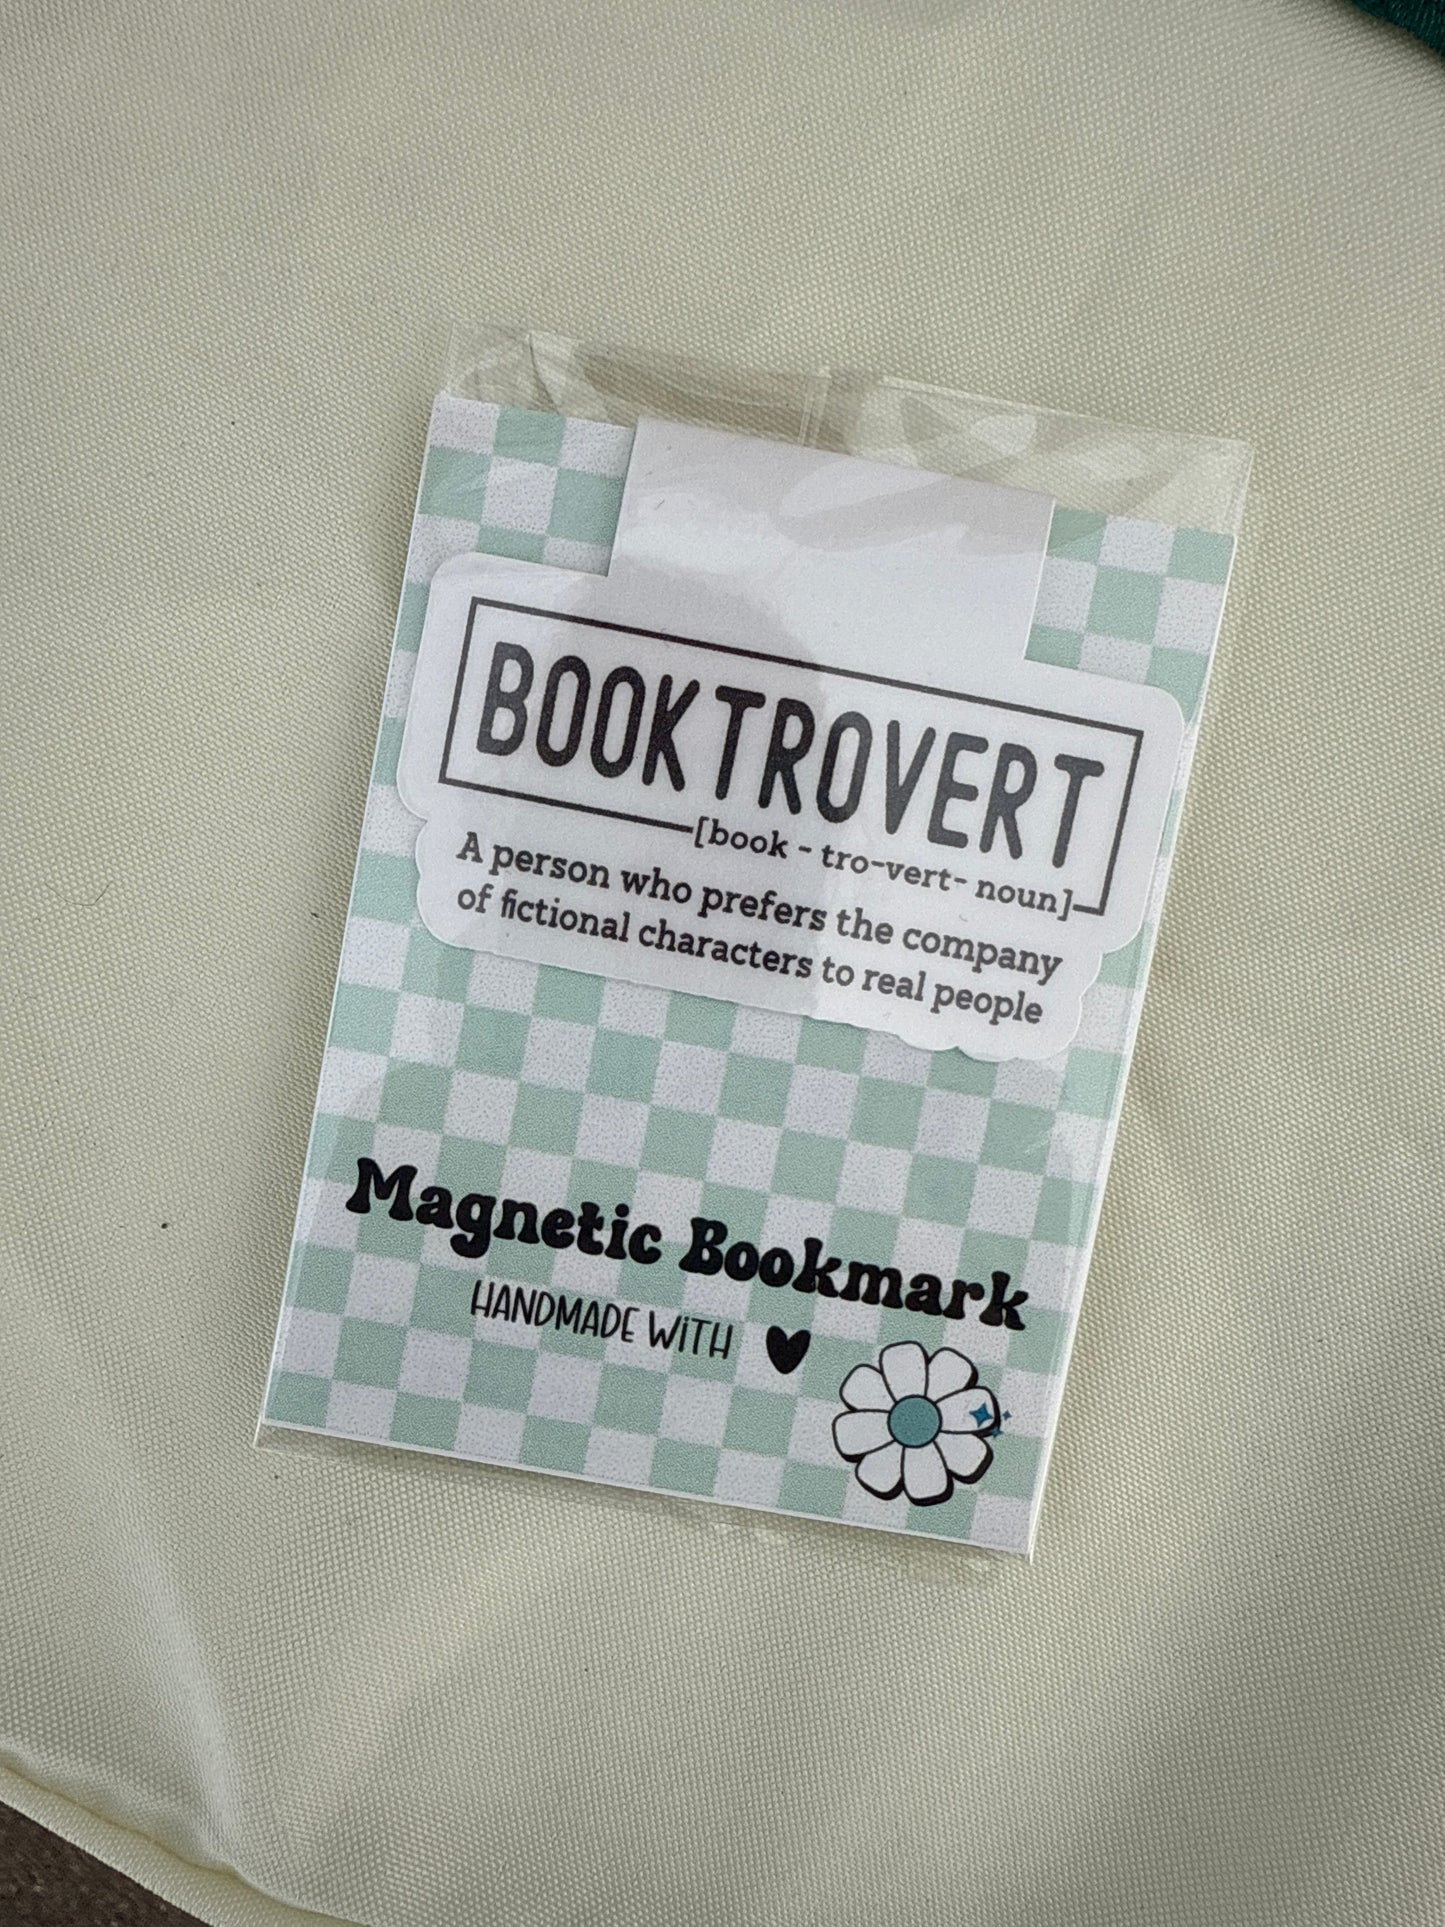 BOOKTROVERT
[book - tro-vert- noun]
A person who prefers the company
of fictional characters to real people
Magnetic Bookmark
HANDMADE WiTH